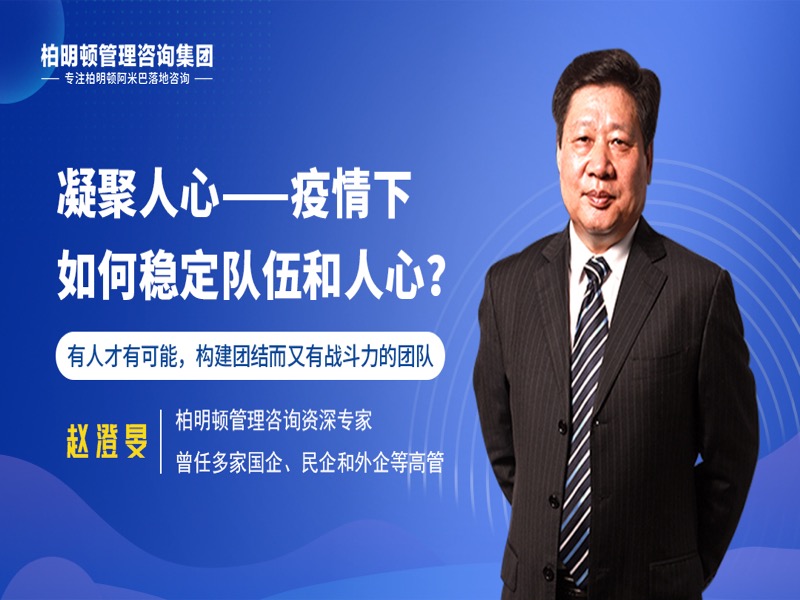 柏明顿管理咨询集团
—— 专注柏明顿阿米巴落地咨询 ——
凝聚人心——疫情下
如何稳定队伍和人心?
有人才有可能，构建团结而又有战斗力的团队
赵澄旻
柏明顿管理咨询资深专家
曾任多家国企、民企和外企等高管